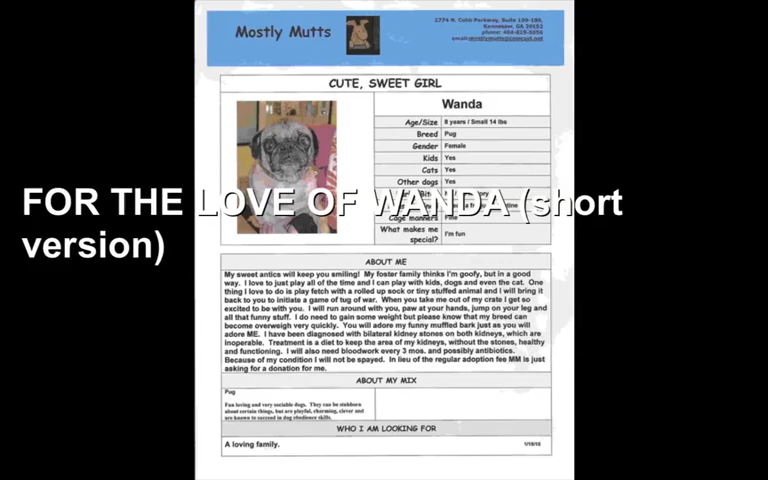 Mostly Mutts
2774 N. Cobb Parkway, Suite 109-189,
Kennesaw, GA 30152
phone:
CUTE, SWEET GIRL
Wanda
Age/Size 8 years / Small 14 lbs
Breed Pug
Gender Female
Kids Yes
Cats Yes
Other dogs Yes
FOR THE LOVE OF WANDA (short
version)
Cage manners Fine
What makes me
special? I'm fun
ABOUT ME
My sweet antics will keep you smiling! My foster family thinks I'm goofy, but in a good
way. I love to just play all of the time and I can play with kids, dogs and even the cat. One
thing I love to do is play fetch with a rolled up sock or tiny stuffed animal and I will bring it
back to you to initiate a game of tug of war. When you take me out of my crate I get so
excited to be with you. I will run around with you, paw at your hands, jump on your leg and
all that funny stuff. I do need to gain some weight but please know that my breed can
become overweigh very quickly. You will adore my funny muffled bark just as you will
adore ME. I have been diagnosed with bilateral kidney stones on both kidneys, which are
inoperable. Treatment is a diet to keep the area of my kidneys, without the stones, healthy
and functioning. I will also need bloodwork every 3 mos. and possibly antibiotics.
Because of my condition I will not be spayed. In lieu of the regular adoption fee MM is just
asking for a donation for me.
ABOUT MY MIX
Pug
Fun loving and very sociable dogs. They can be stubborn
about certain things, but are playful, charming, clever and
are known to succeed in dog obedience skills.
WHO I AM LOOKING FOR
A loving family.